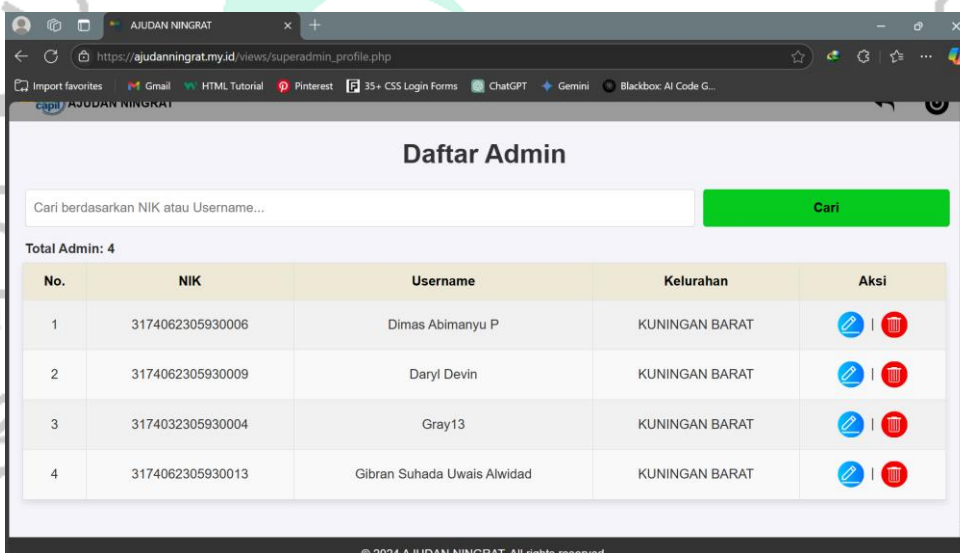 AJUDAN NINGRAT
https://ajudanningrat.my.id/views/superadmin_profile.php
Import favorites Gmail HTML Tutorial Pinterest 35+ CSS Login Forms ChatGPT Gemini Blackbox: AI Code G...
capil AJUDAN NINGRAT
Daftar Admin
Cari berdasarkan NIK atau Username... Cari
Total Admin: 4
No. NIK Username Kelurahan Aksi
1 3174062305930006 Dimas Abimanyu P KUNINGAN BARAT |
2 3174062305930009 Daryl Devin KUNINGAN BARAT |
3 3174032305930004 Gray13 KUNINGAN BARAT |
4 3174062305930013 Gibran Suhada Uwais Alwidad KUNINGAN BARAT |
© 2024 AJUDAN NINGRAT. All rights reserved.